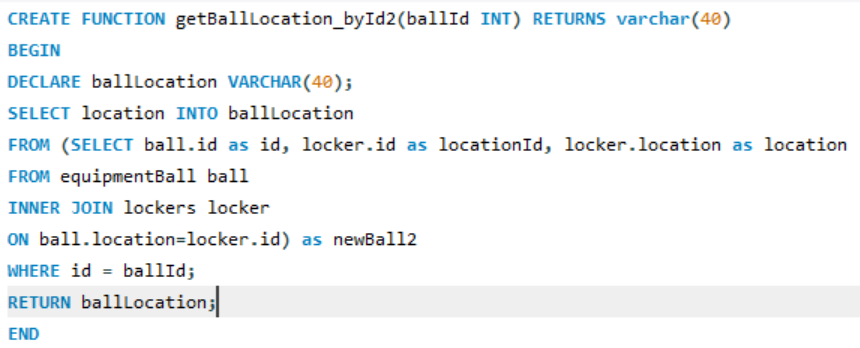 CREATE FUNCTION getBallLocation_byId2(ballId INT) RETURNS varchar(40)
BEGIN
DECLARE ballLocation VARCHAR(40);
SELECT location INTO ballLocation
FROM (SELECT ball.id as id, locker.id as locationId, locker.location as location
FROM equipmentBall ball
INNER JOIN lockers locker
ON ball.location=locker.id) as newBall2
WHERE id = ballId;
RETURN ballLocation;
END